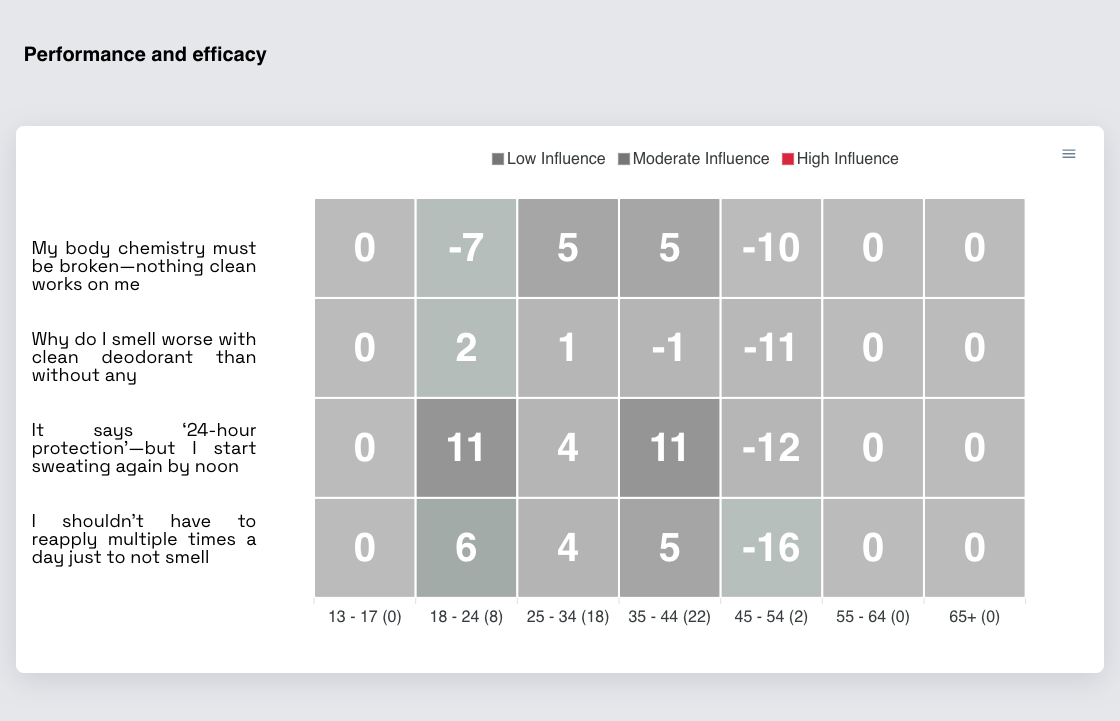 Performance and efficacy
Low Influence Moderate Influence High Influence
My body chemistry must
be broken—nothing clean
works on me
0 -7 5 5 -10 0 0
Why do I smell worse with
clean deodorant than
without any
0 2 1 -1 -11 0 0
It says ‘24-hour
protection’—but I start
sweating again by noon
0 11 4 11 -12 0 0
I shouldn’t have to
reapply multiple times a
day just to not smell
0 6 4 5 -16 0 0
13 - 17 (0) 18 - 24 (8) 25 - 34 (18) 35 - 44 (22) 45 - 54 (2) 55 - 64 (0) 65+ (0)